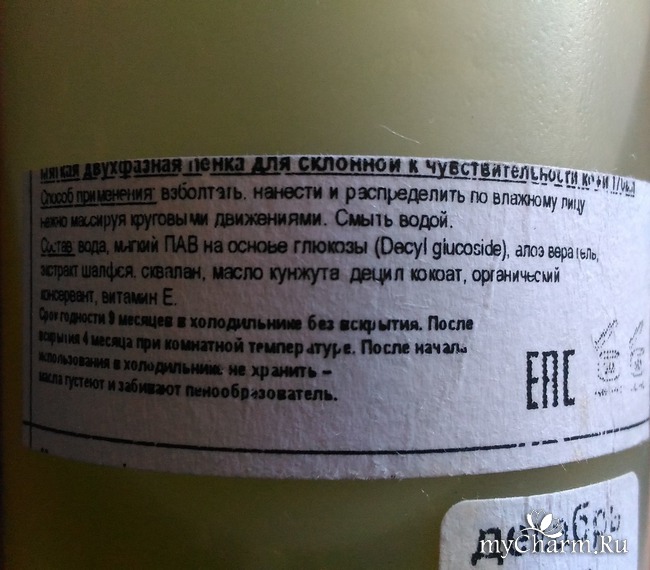 Мягкая двухфазная пенка для склонной к чувствительности кожи
Способ применения: взболтать, нанести и распределить по влажному лицу
нежно массируя круговыми движениями. Смыть водой.
Состав: вода, мягкий ПАВ на основе глюкозы (Decyl glucoside), алоэ вера гель,
экстракт шалфея, сквалан, масло кунжута децил кокоат, органический
консервант, витамин Е.
Срок годности 9 месяцев в холодильнике без вскрытия. После
вскрытия 4 месяца при комнатной температуре. После начала
использования в холодильнике не хранить –
масла густеют и забивают пенообразователь.
ЕПС
декабрь
myCharm.Ru